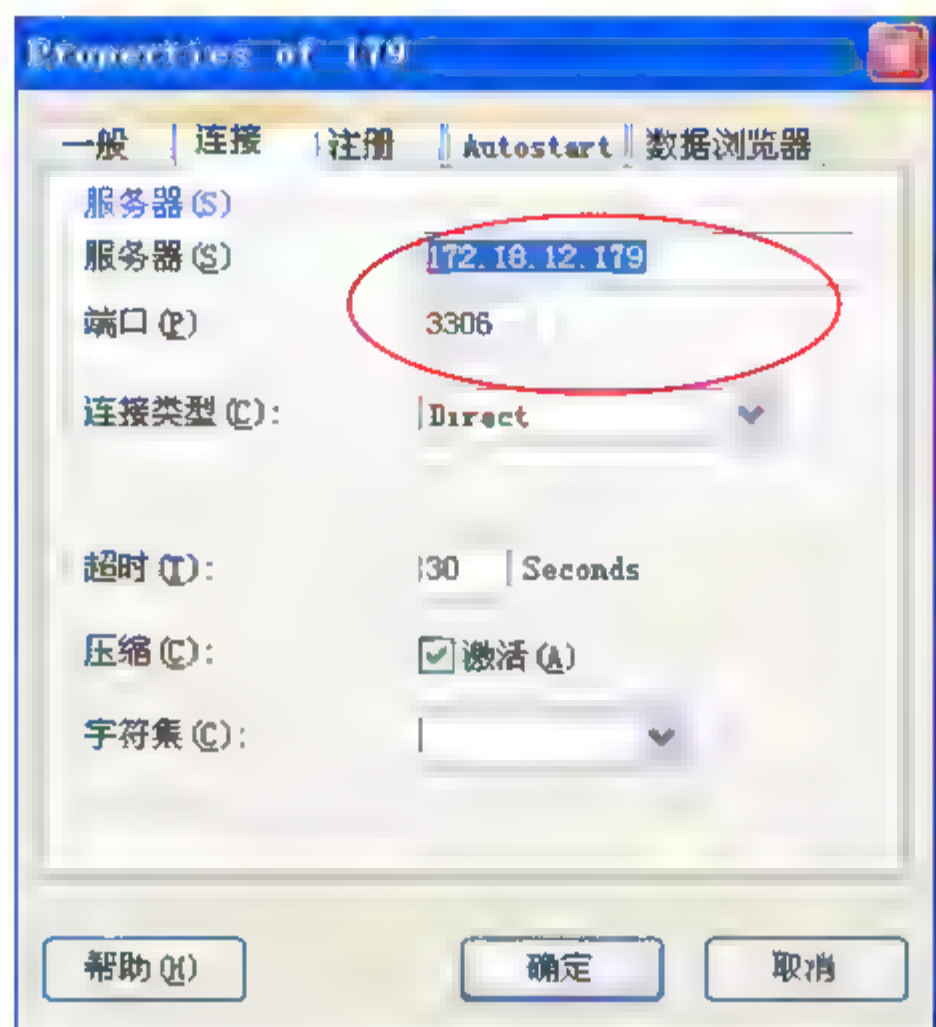 Properties of 179
一般 连接 注册 Autostart 数据浏览器
服务器(S)
服务器(S) 172.18.12.179
端口(P) 3306
连接类型(C): Direct
超时(T): 30 Seconds
压缩(C): 激活(A)
字符集(C):
帮助(H) 确定 取消